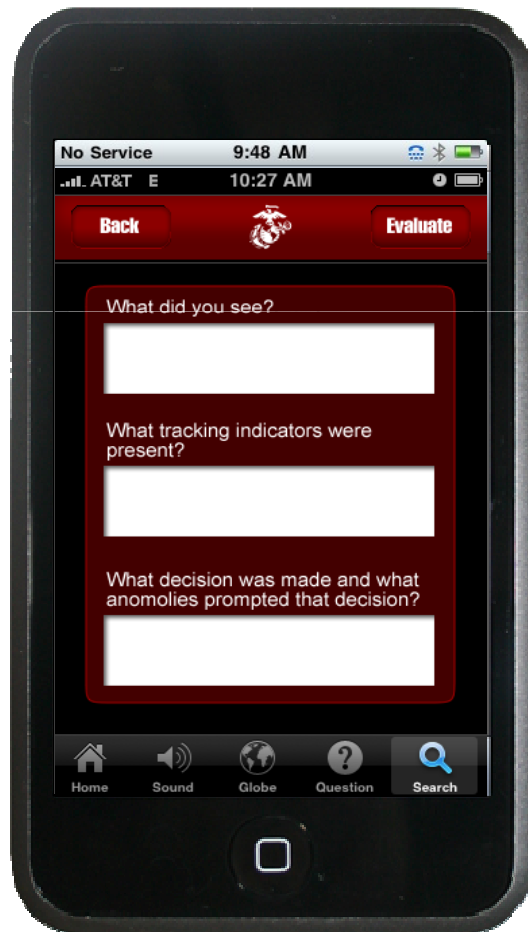 No Service 9:48 AM
AT&T E 10:27 AM
Back Evaluate
What did you see?
What tracking indicators were
present?
What decision was made and what
anomolies prompted that decision?
Home Sound Globe Question Search